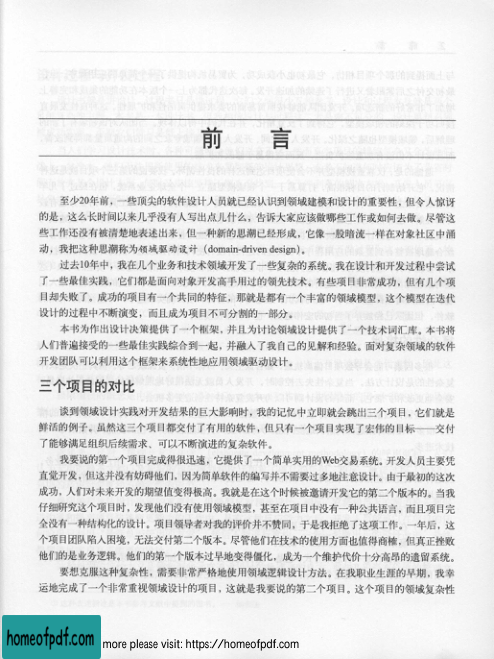 前 言
至少20年前，一些顶尖的软件设计人员就已经认识到领域建模和设计的重要性，但令人惊讶
的是，这么长时间以来几乎没有人写出点儿什么，告诉大家应该做哪些工作或如何去做。尽管这
些工作还没有被清楚地表述出来，但一种新的思潮已经形成，它像一股暗流一样在对象社区中涌
动，我把这种思潮称为领域驱动设计（domain-driven design）。
过去10年中，我在几个业务和技术领域开发了一些复杂的系统。我在设计和开发过程中尝试
了一些最佳实践，它们都是面向对象开发高手用过的领先技术。有些项目非常成功，但有几个项
目却失败了。成功的项目有一个共同的特征，那就是都有一个丰富的领域模型，这个模型在迭代
设计的过程中不断演变，而且成为项目不可分割的一部分。
本书为作出设计决策提供了一个框架，并且为讨论领域设计提供了一个技术词汇库。本书将
人们普遍接受的一些最佳实践综合到一起，并融入了我自己的见解和经验。面对复杂领域的软件
开发团队可以利用这个框架来系统性地应用领域驱动设计。
三个项目的对比
谈到领域设计实践对开发结果的巨大影响时，我的记忆中立即就会跳出三个项目，它们就是
鲜活的例子。虽然这三个项目都交付了有用的软件，但只有一个项目实现了宏伟的目标——交付
了能够满足组织后续需求、可以不断演进的复杂软件。
我要说的第一个项目完成得很迅速，它提供了一个简单实用的Web交易系统。开发人员主要凭
直觉开发，但这并没有妨碍他们，因为简单软件的编写并不需要过多地注意设计。由于最初的这次
成功，人们对未来开发的期望值变得极高。我就是在这个时候被邀请开发它的第二个版本的。当我
仔细研究这个项目时，发现他们没有使用领域模型，甚至在项目中没有一种公共语言，而且项目完
全没有一种结构化的设计。项目领导者对我的评价并不赞同，于是我拒绝了这项工作。一年后，这
个项目团队陷入困境，无法交付第二个版本。尽管他们在技术的使用方面也值得商榷，但真正挫败
他们的是业务逻辑。他们的第一个版本过早地变得僵化，成为一个维护代价十分高昂的遗留系统。
要想克服这种复杂性，需要非常严格地使用领域逻辑设计方法。在我职业生涯的早期，我幸
运地完成了一个非常重视领域设计的项目，这就是我要说的第二个项目。这个项目的领域复杂性
homeofpdf.com
more please visit: https://homeofpdf.com